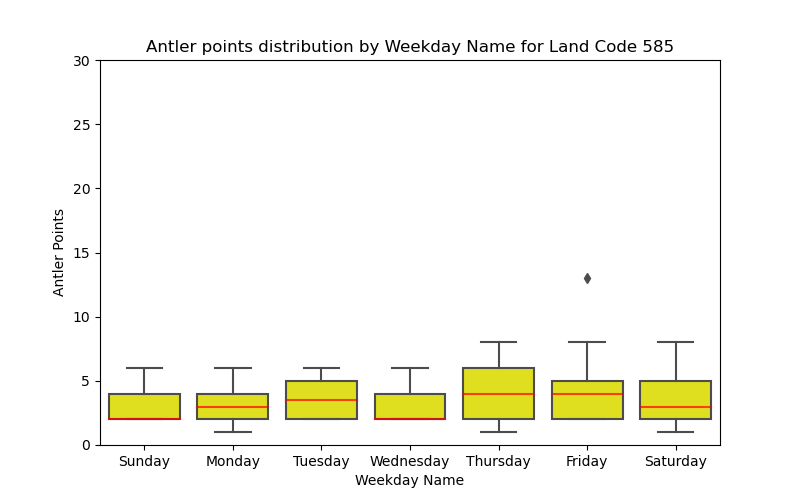 Antler points distribution by Weekday Name for Land Code 585
30
25
20
15
10
5
0
Antler Points
Sunday Monday Tuesday Wednesday Thursday Friday Saturday
Weekday Name